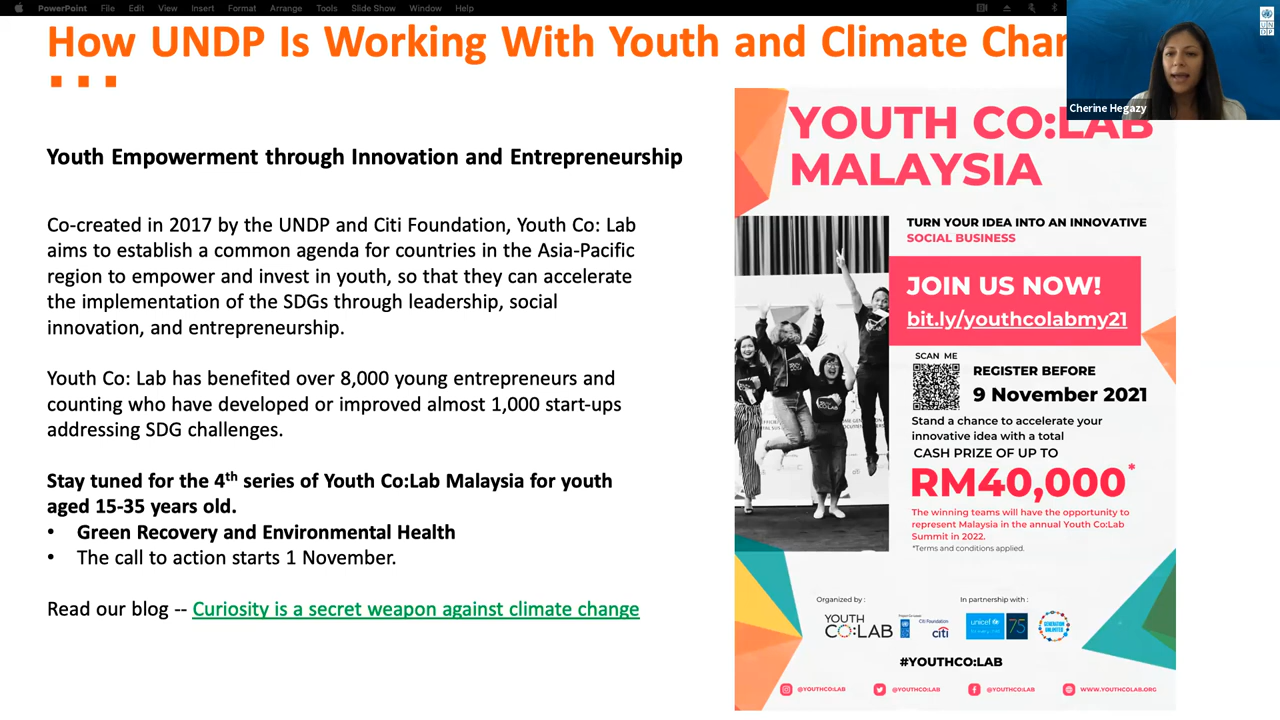 PowerPoint File Edit View Insert Format Arrange Tools Slide Show Window Help
How UNDP Is Working With Youth and Climate
...
Cherine Hegazy
UN
DP
Youth Empowerment through Innovation and Entrepreneurship
Co-created in 2017 by the UNDP and Citi Foundation, Youth Co: Lab
aims to establish a common agenda for countries in the Asia-Pacific
region to empower and invest in youth, so that they can accelerate
the implementation of the SDGs through leadership, social
innovation, and entrepreneurship.
Youth Co: Lab has benefited over 8,000 young entrepreneurs and
counting who have developed or improved almost 1,000 start-ups
addressing SDG challenges.
Stay tuned for the 4th series of Youth Co:Lab Malaysia for youth
aged 15-35 years old.
• Green Recovery and Environmental Health
• The call to action starts 1 November.
Read our blog -- Curiosity is a secret weapon against climate change
YOUTH CO:LAB
MALAYSIA
TURN YOUR IDEA INTO AN INNOVATIVE
SOCIAL BUSINESS
JOIN US NOW!
bit.ly/youthcolabmy21
SCAN ME
REGISTER BEFORE
9 November 2021
Stand a chance to accelerate your
innovative idea with a total
CASH PRIZE OF UP TO
RM40,000*
The winning teams will have the opportunity to
represent Malaysia in the annual Youth Co:Lab
Summit in 2022.
*Terms and conditions applied.
Organized by :
In partnership with :
YOUTH
CO:LAB
Citi Foundation
citi
unicef
75
GENERATION
UNLIMITED
#YOUTHCO:LAB
@YOUTHCO:LAB @YOUTHCO:LAB @YOUTHCO:LAB WWW.YOUTHCOLAB.ORG